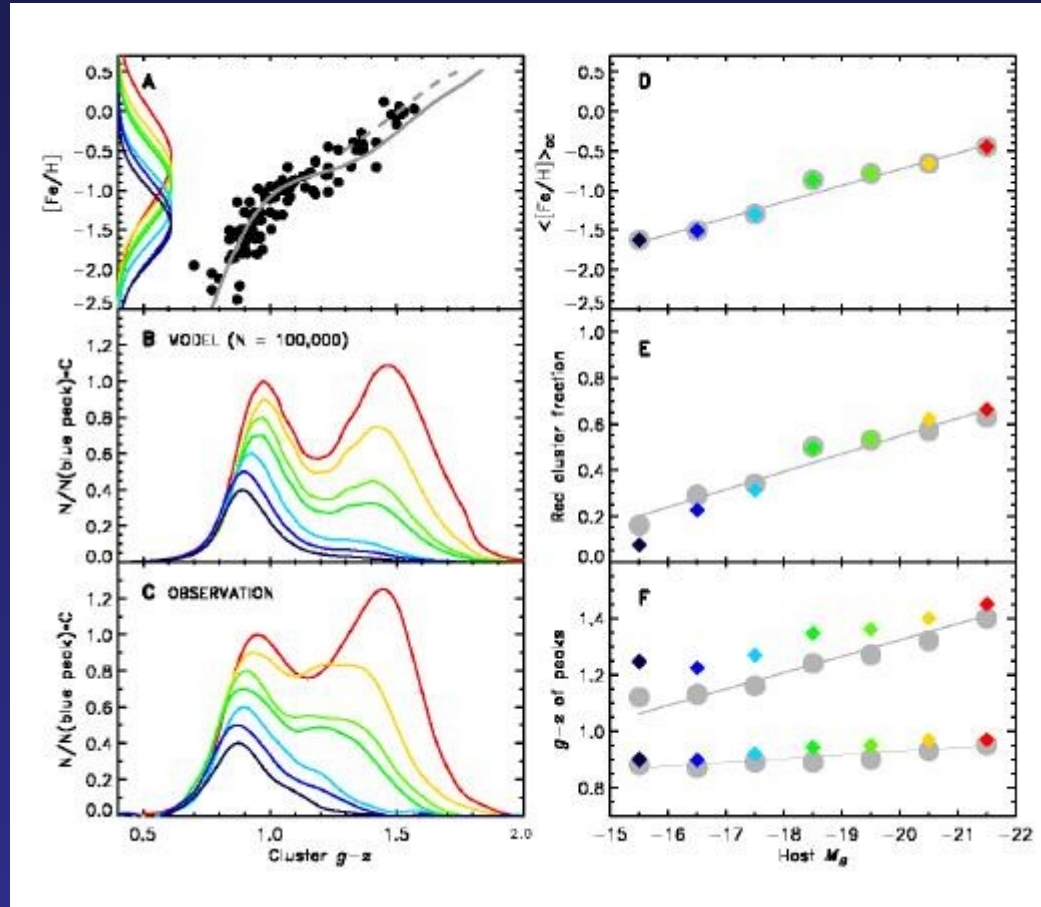 A
[Fe/H]
0.5
0.0
-0.5
-1.0
-1.5
-2.0
-2.5
B MODEL (N = 100,000)
N/N(blue peak)*C
1.2
1.0
0.8
0.6
0.4
0.2
0.0
C OBSERVATION
N/N(blue peak)*C
1.2
1.0
0.8
0.6
0.4
0.2
0.0
0.5 1.0 1.5 2.0
Cluster g-z
D
0.5
0.0
-0.5
-1.0
-1.5
-2.0
-2.5
E
Red cluster fraction
1.0
0.8
0.6
0.4
0.2
0.0
F
g-z of peaks
1.4
1.2
1.0
0.8
-15 -16 -17 -18 -19 -20 -21 -22
Host Mg